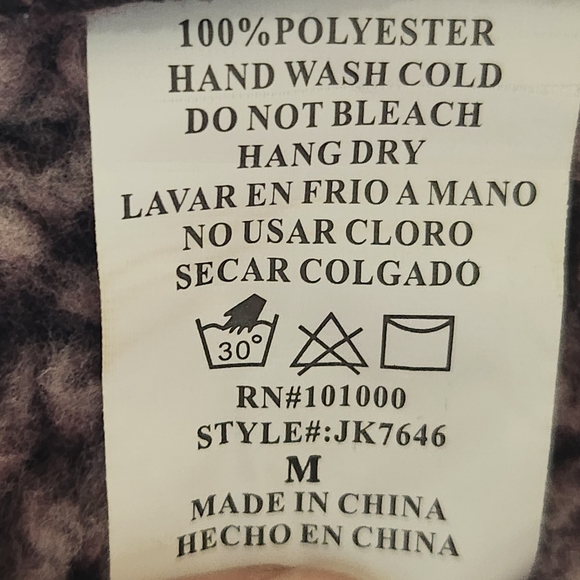 100%POLYESTER
HAND WASH COLD
DO NOT BLEACH
HANG DRY
LAVAR EN FRIO A MANO
NO USAR CLORO
SECAR COLGADO
30°
RN#101000
STYLE#:JK7646
M
MADE IN CHINA
HECHO EN CHINA